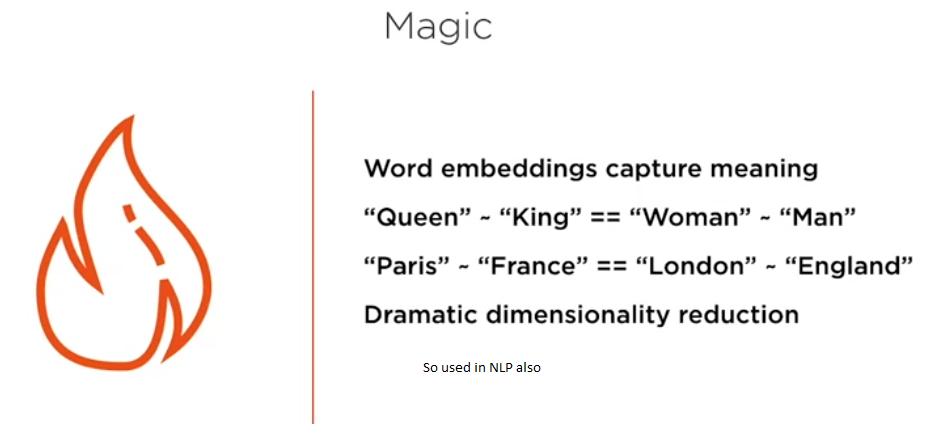 Magic
Word embeddings capture meaning
“Queen” ~ “King” == “Woman” ~ “Man”
“Paris” ~ “France” == “London” ~ “England”
Dramatic dimensionality reduction
So used in NLP also